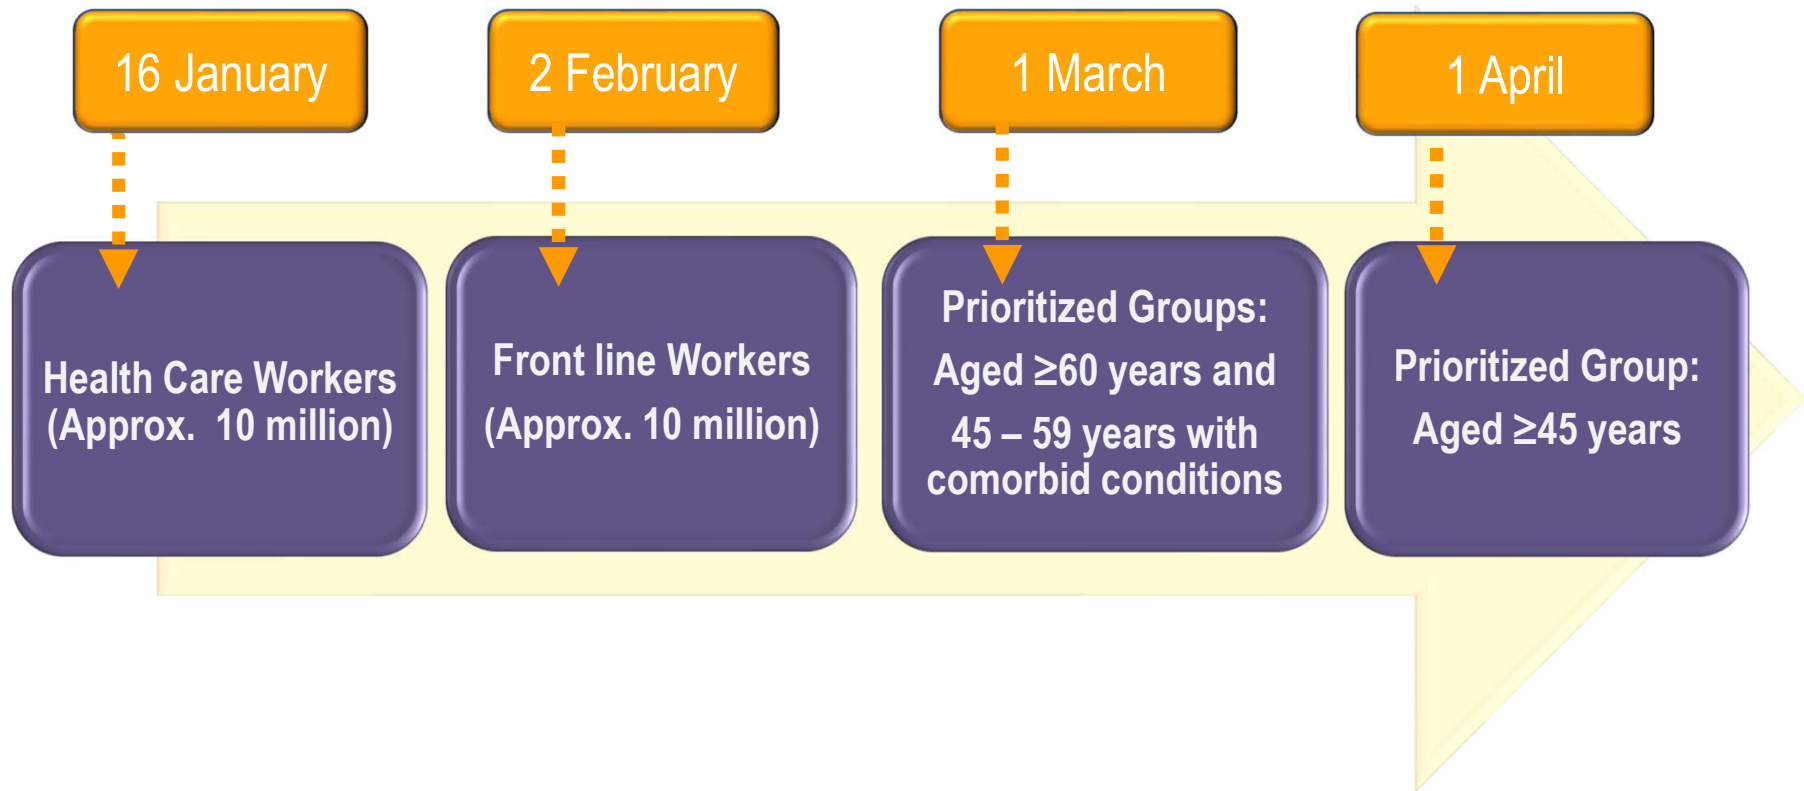 16 January
2 February
1 March
1 April
Health Care Workers
(Approx.  10 million)
Front line Workers
(Approx. 10 million)
Prioritized Groups:
Aged ≥60 years and
45 – 59 years with
comorbid conditions
Prioritized Group:
Aged ≥45 years